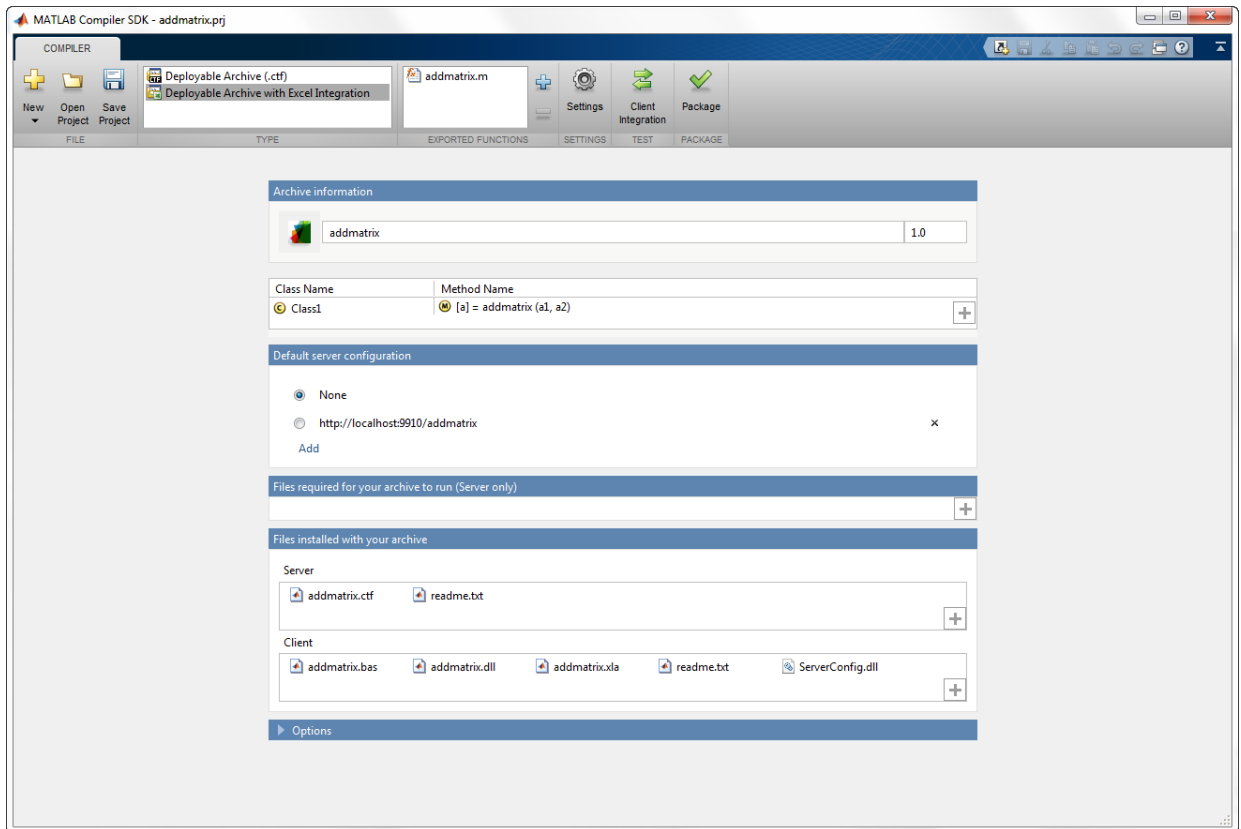 MATLAB Compiler SDK - addmatrix.prj
COMPILER
New
Open Project
Save Project
FILE
Deployable Archive (.ctf)
Deployable Archive with Excel Integration
TYPE
addmatrix.m
EXPORTED FUNCTIONS
Settings
SETTINGS
Client Integration
TEST
Package
PACKAGE
Archive information
addmatrix 1.0
Class Name Method Name
Class1 [a] = addmatrix (a1, a2)
Default server configuration
None
http://localhost:9910/addmatrix
Add
Files required for your archive to run (Server only)
Files installed with your archive
Server
addmatrix.ctf readme.txt
Client
addmatrix.bas addmatrix.dll addmatrix.xla readme.txt ServerConfig.dll
Options